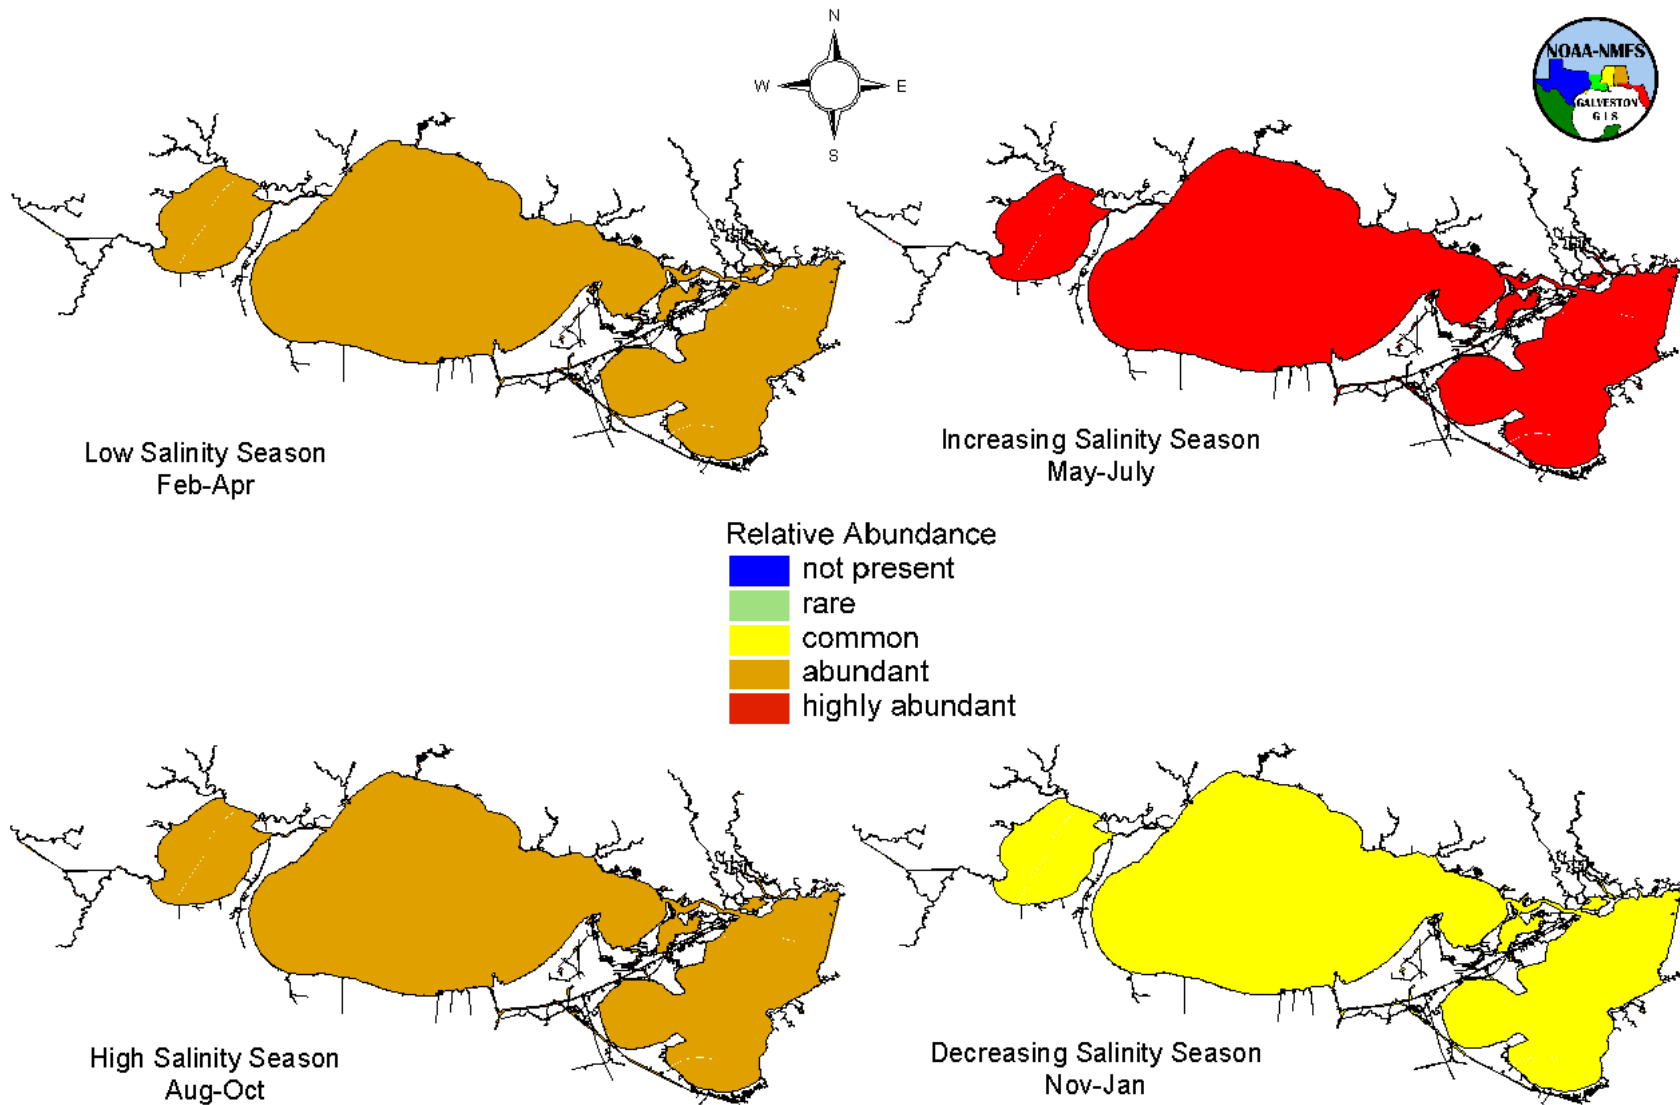 N
W E
S
NOAA-NMFS
GALVESTON
G I S
Low Salinity Season
Feb-Apr
Increasing Salinity Season
May-July
Relative Abundance
not present
rare
common
abundant
highly abundant
High Salinity Season
Aug-Oct
Decreasing Salinity Season
Nov-Jan